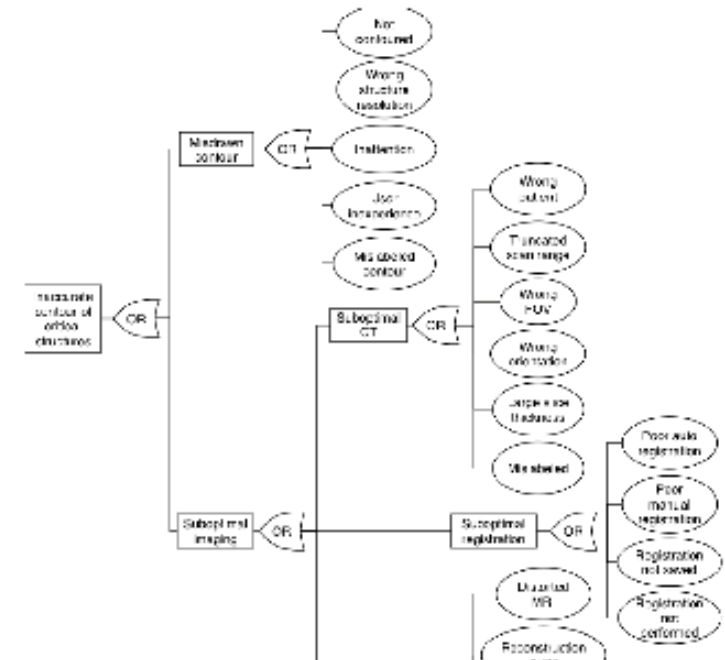 Not
contoured
Wrong
structure
resolution
Misdrawn
contour
OR
Inattention
User
inexperience
Mislabeled
contour
Inaccurate
contour of
critical
structures
OR
Suboptimal
CT
OR
Wrong
patient
Truncated
scan range
Wrong
FOV
Wrong
orientation
Large slice
thickness
Mislabeled
Suboptimal
imaging
OR
Suboptimal
registration
OR
Poor auto
registration
Poor
manual
registration
Registration
not saved
Registration
not
performed
Distorted
MR
Reconstruction